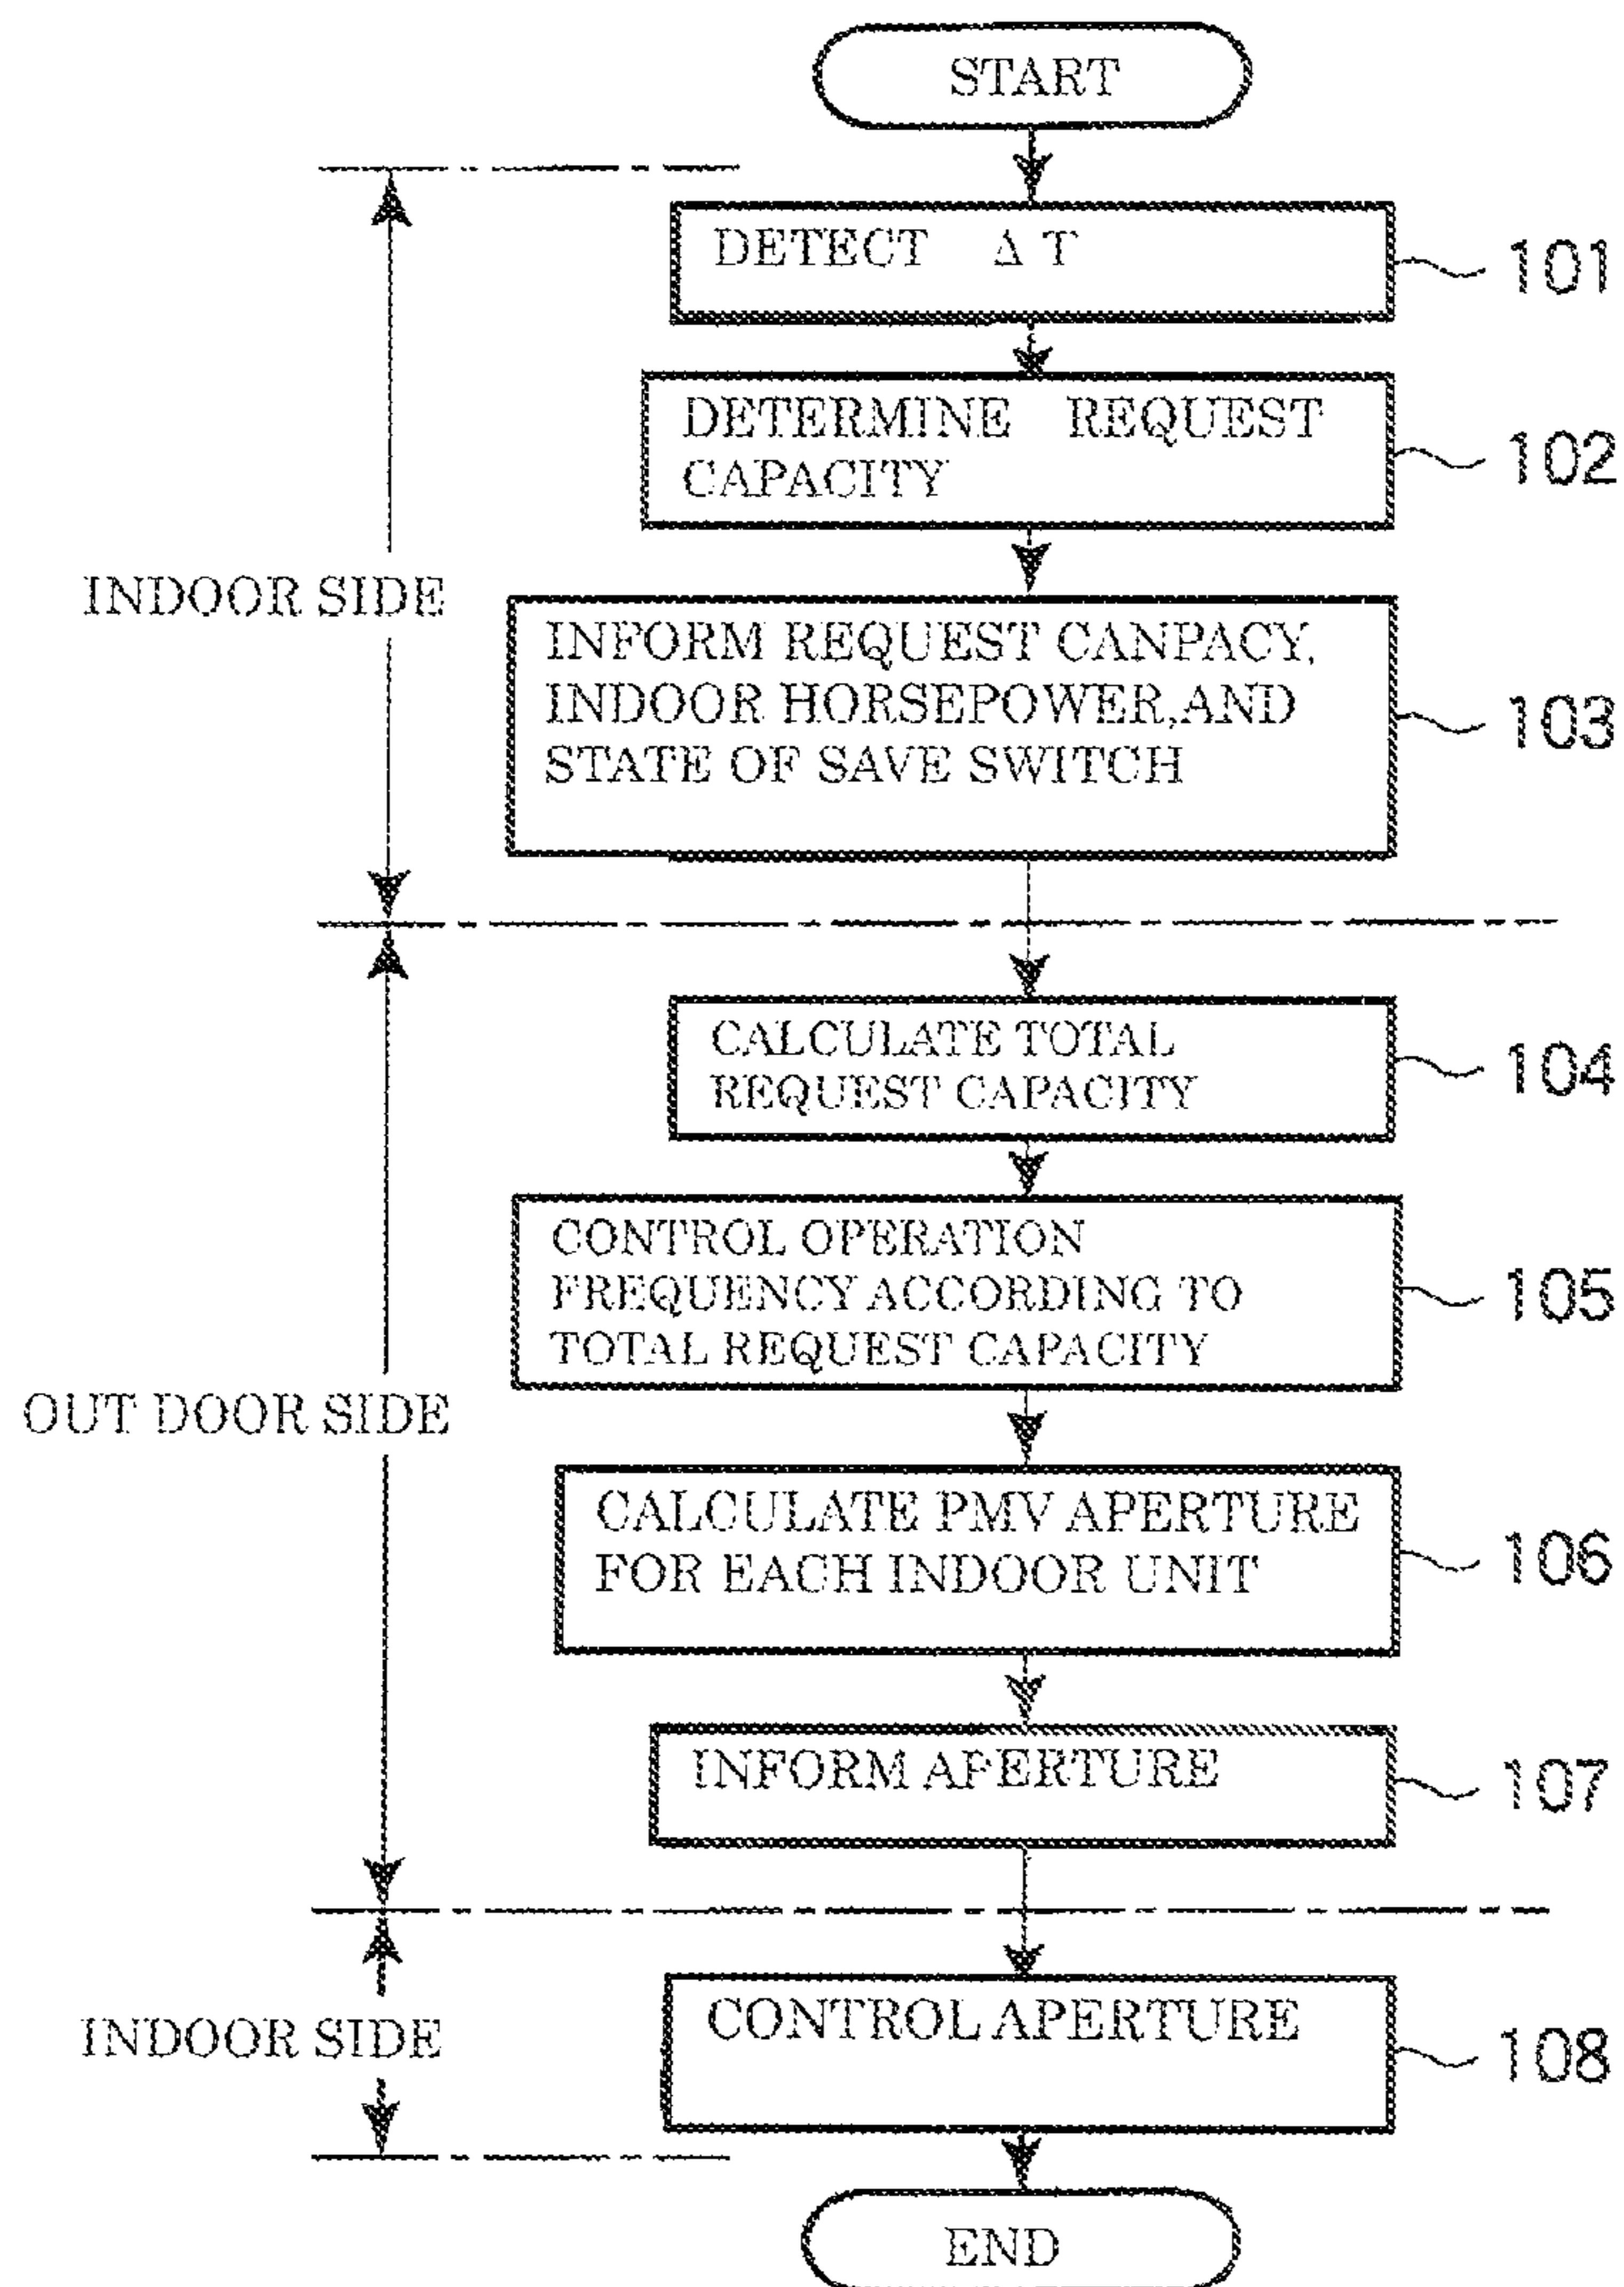 START
DETECT Δ T
101
DETERMINE REQUEST
CAPACITY
102
INDOOR SIDE
INFORM REQUEST CANPACY,
INDOOR HORSEPOWER,AND
STATE OF SAVE SWITCH
103
CALCULATE TOTAL
REQUEST CAPACITY
104
CONTROL OPERATION
FREQUENCY ACCORDING TO
TOTAL REQUEST CAPACITY
105
OUT DOOR SIDE
CALCULATE PMV APERTURE
FOR EACH INDOOR UNIT
106
INFORM APERTURE
107
INDOOR SIDE
CONTROL APERTURE
108
END